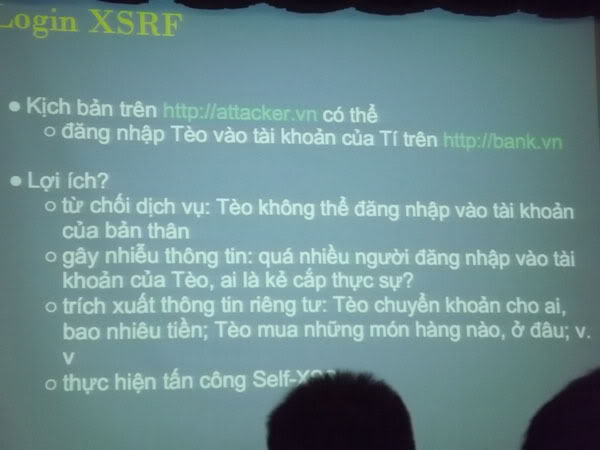 Login XSRF
● Kịch bản trên http://attacker.vn có thể
○ đăng nhập Tèo vào tài khoản của Tí trên http://bank.vn
● Lợi ích?
○ từ chối dịch vụ: Tèo không thể đăng nhập vào tài khoản
của bản thân
○ gây nhiễu thông tin: quá nhiều người đăng nhập vào tài
khoản của Tèo, ai là kẻ cắp thực sự?
○ trích xuất thông tin riêng tư: Tèo chuyển khoản cho ai,
bao nhiêu tiền; Tèo mua những món hàng nào, ở đâu; v.
v
○ thực hiện tấn công